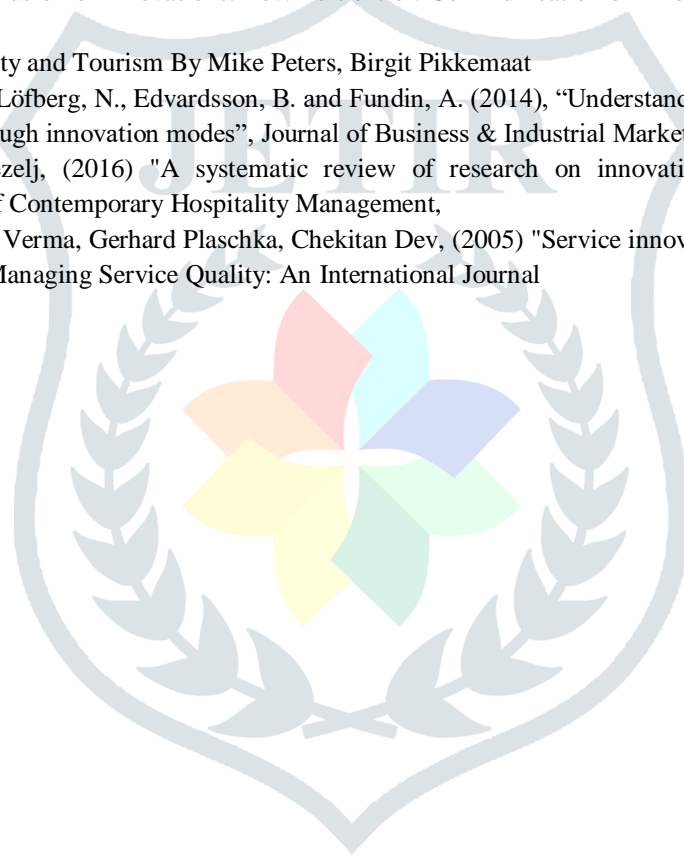 ty and Tourism By Mike Peters, Birgit Pikkemaat
Löfberg, N., Edvardsson, B. and Fundin, A. (2014), “Understand
ough innovation modes”, Journal of Business & Industrial Market
zelj, (2016) "A systematic review of research on innovati
f Contemporary Hospitality Management,
Verma, Gerhard Plaschka, Chekitan Dev, (2005) "Service innov
Managing Service Quality: An International Journal
JETIR